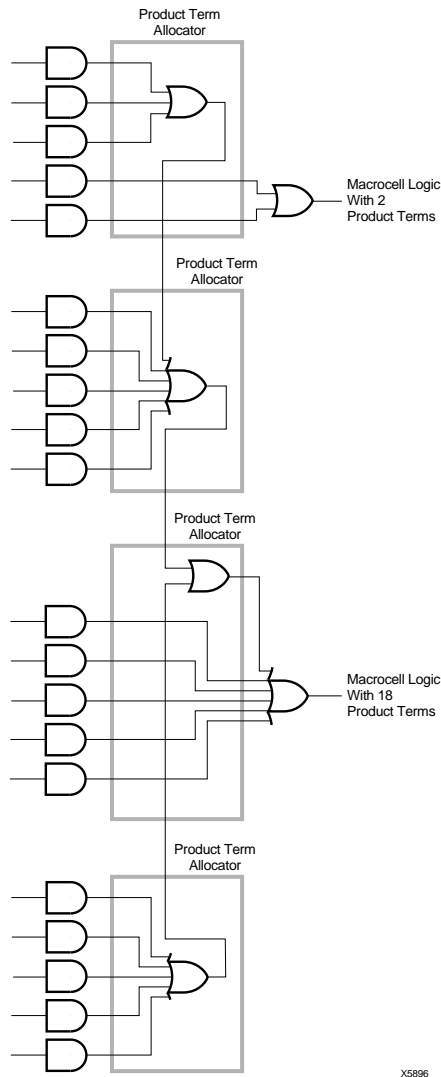 Product Term
Allocator
Macrocell Logic
With 2
Product Terms
Product Term
Allocator
Product Term
Allocator
Macrocell Logic
With 18
Product Terms
Product Term
Allocator
X5896